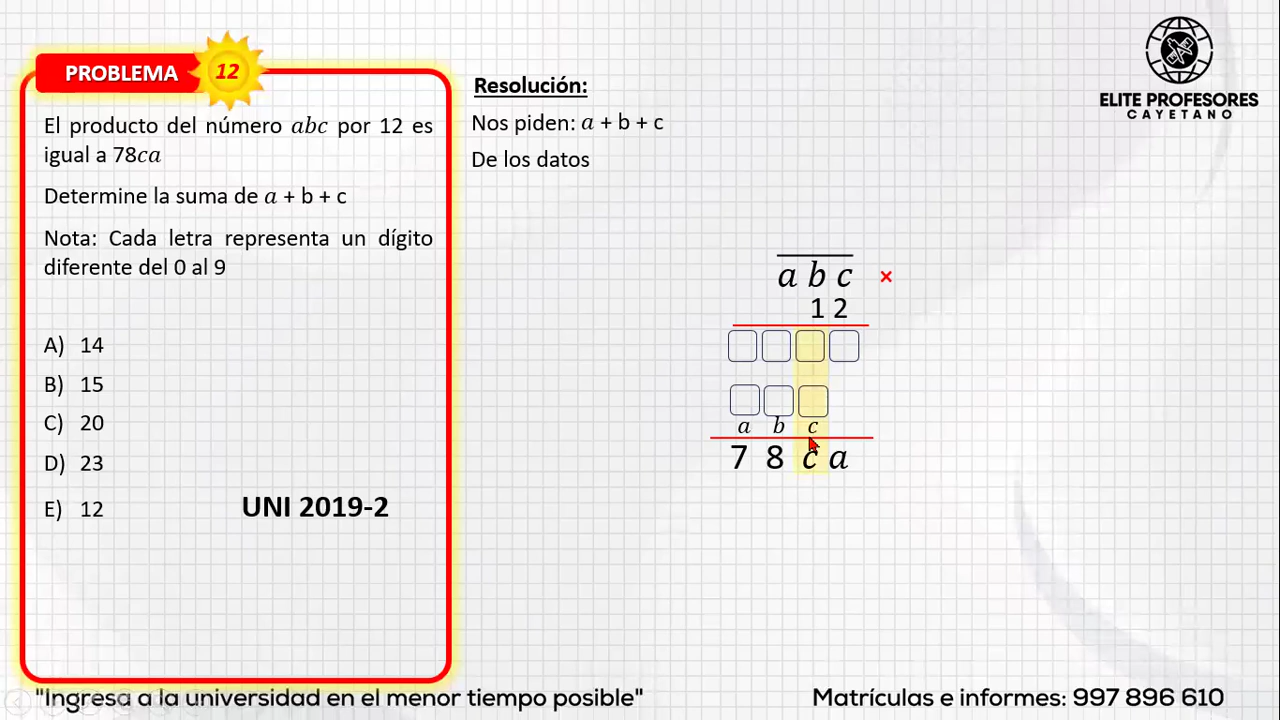 PROBLEMA 12
El producto del número abc por 12 es
igual a 78ca
Determine la suma de a + b + c
Nota: Cada letra representa un dígito
diferente del 0 al 9
A) 14
B) 15
C) 20
D) 23
E) 12
UNI 2019-2
Resolución:
Nos piden: a + b + c
De los datos
a b c ×
1 2
a b c
7 8 c a
ELITE PROFESORES
CAYETANO
"Ingresa a la universidad en el menor tiempo posible"
Matrículas e informes: 997 896 610